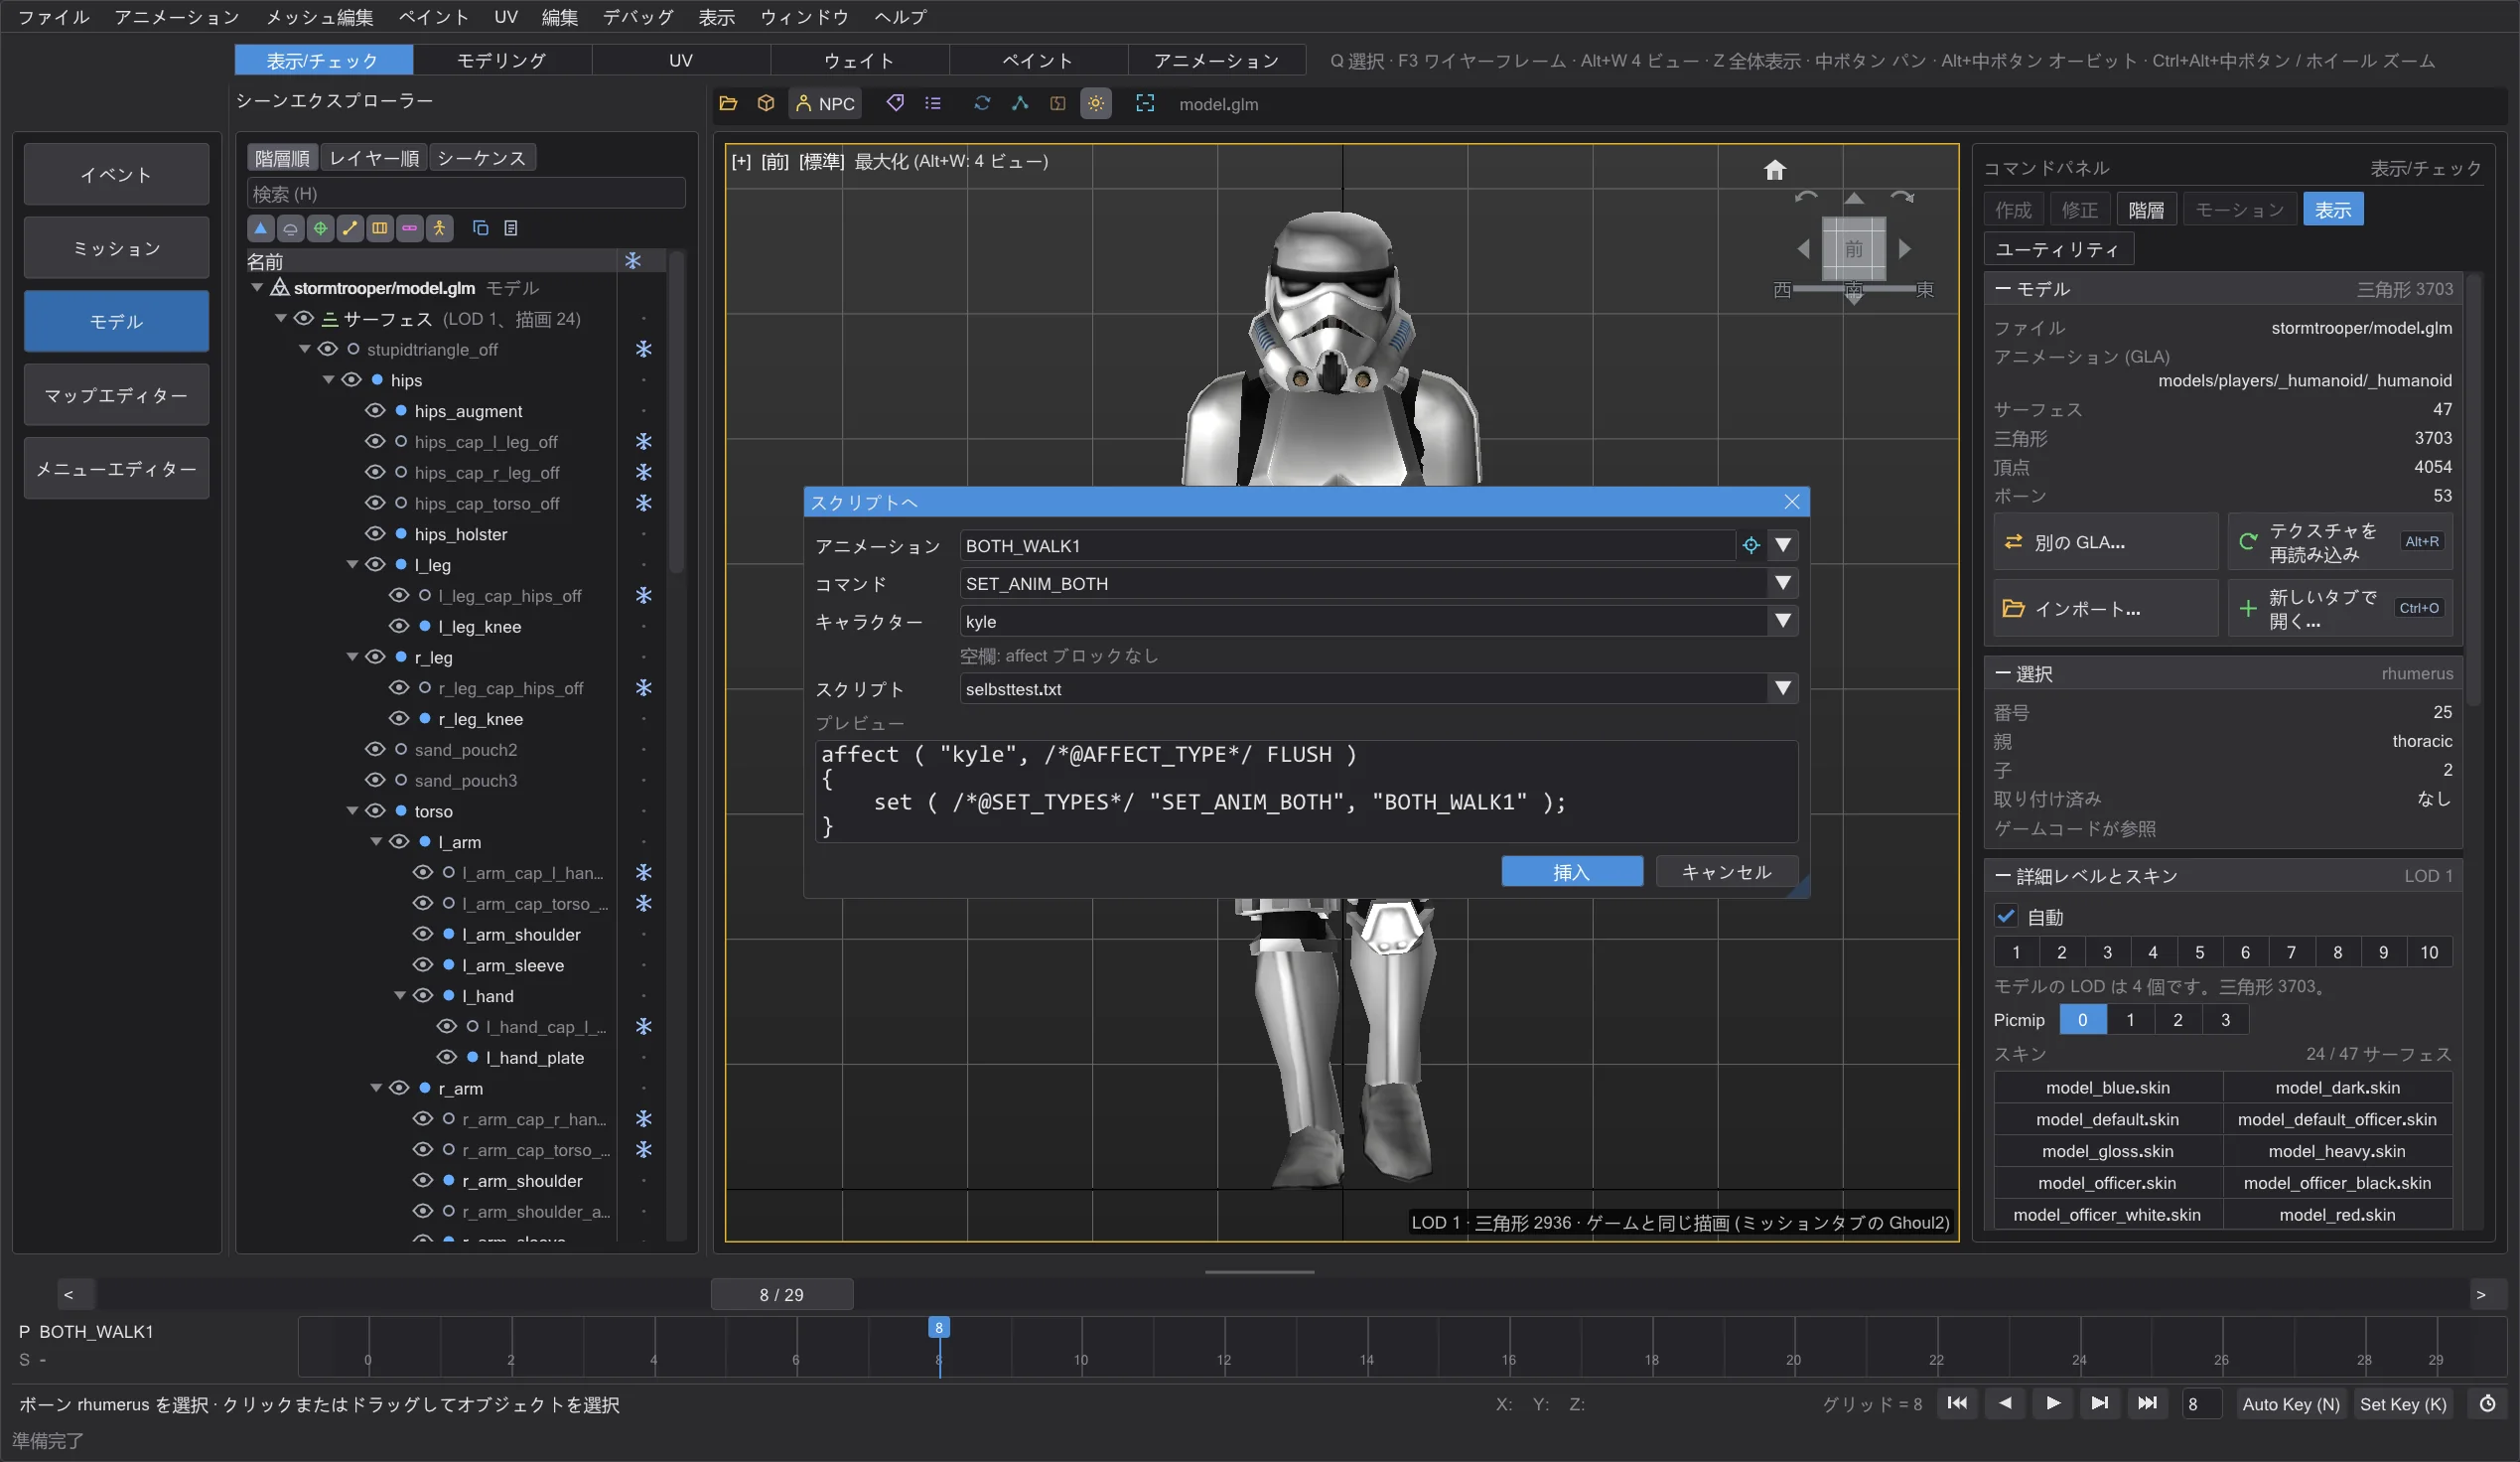 ファイル アニメーション メッシュ編集 ペイント UV 編集 デバッグ 表示 ウィンドウ ヘルプ
表示/チェック モデリング UV ウェイト ペイント アニメーション Q 選択 · F3 ワイヤーフレーム · Alt+W 4 ビュー · Z 全体表示 · 中ボタン パン · Alt+中ボタン オービット · Ctrl+Alt+中ボタン / ホイール ズーム
イベント
ミッション
モデル
マップエディター
メニューエディター
シーンエクスプローラー
階層順 レイヤー順 シーケンス
検索 (H)
名前
stormtrooper/model.glm モデル
サーフェス (LOD 1、描画 24)
stupidtriangle_off
hips
hips_augment
hips_cap_l_leg_off
hips_cap_r_leg_off
hips_cap_torso_off
hips_holster
l_leg
l_leg_cap_hips_off
l_leg_knee
r_leg
r_leg_cap_hips_off
r_leg_knee
sand_pouch2
sand_pouch3
torso
l_arm
l_arm_cap_l_han...
l_arm_cap_torso_...
l_arm_shoulder
l_arm_sleeve
l_hand
l_hand_cap_l_...
l_hand_plate
r_arm
r_arm_cap_r_han...
r_arm_cap_torso_...
r_arm_shoulder
r_arm_shoulder_a...
NPC model.glm
[+] [前] [標準] 最大化 (Alt+W: 4 ビュー)
前
西 南 東
スクリプトへ
アニメーション BOTH_WALK1
コマンド SET_ANIM_BOTH
キャラクター kyle
空欄: affect ブロックなし
スクリプト selbsttest.txt
プレビュー
affect ( "kyle", /*@AFFECT_TYPE*/ FLUSH )
{
set ( /*@SET_TYPES*/ "SET_ANIM_BOTH", "BOTH_WALK1" );
}
挿入 キャンセル
LOD 1 · 三角形 2936 · ゲームと同じ描画 (ミッションタブの Ghoul2)
コマンドパネル 表示/チェック
作成 修正 階層 モーション 表示
ユーティリティ
モデル 三角形 3703
ファイル stormtrooper/model.glm
アニメーション (GLA)
models/players/_humanoid/_humanoid
サーフェス 47
三角形 3703
頂点 4054
ボーン 53
別の GLA... テクスチャを再読み込み Alt+R
インポート... 新しいタブで開く... Ctrl+O
選択 rhumerus
番号 25
親 thoracic
子 2
取り付け済み なし
ゲームコードが参照
詳細レベルとスキン LOD 1
自動
1 2 3 4 5 6 7 8 9 10
モデルの LOD は 4 個です。三角形 3703。
Picmip 0 1 2 3
スキン 24 / 47 サーフェス
model_blue.skin model_dark.skin
model_default.skin model_default_officer.skin
model_gloss.skin model_heavy.skin
model_officer.skin model_officer_black.skin
model_officer_white.skin model_red.skin
< 8 / 29 >
P BOTH_WALK1
S -
8
0 2 4 6 8 10 12 14 16 18 20 22 24 26 28 29
ボーン rhumerus を選択 · クリックまたはドラッグしてオブジェクトを選択 X: Y: Z: グリッド = 8 8 Auto Key (N) Set Key (K)
準備完了